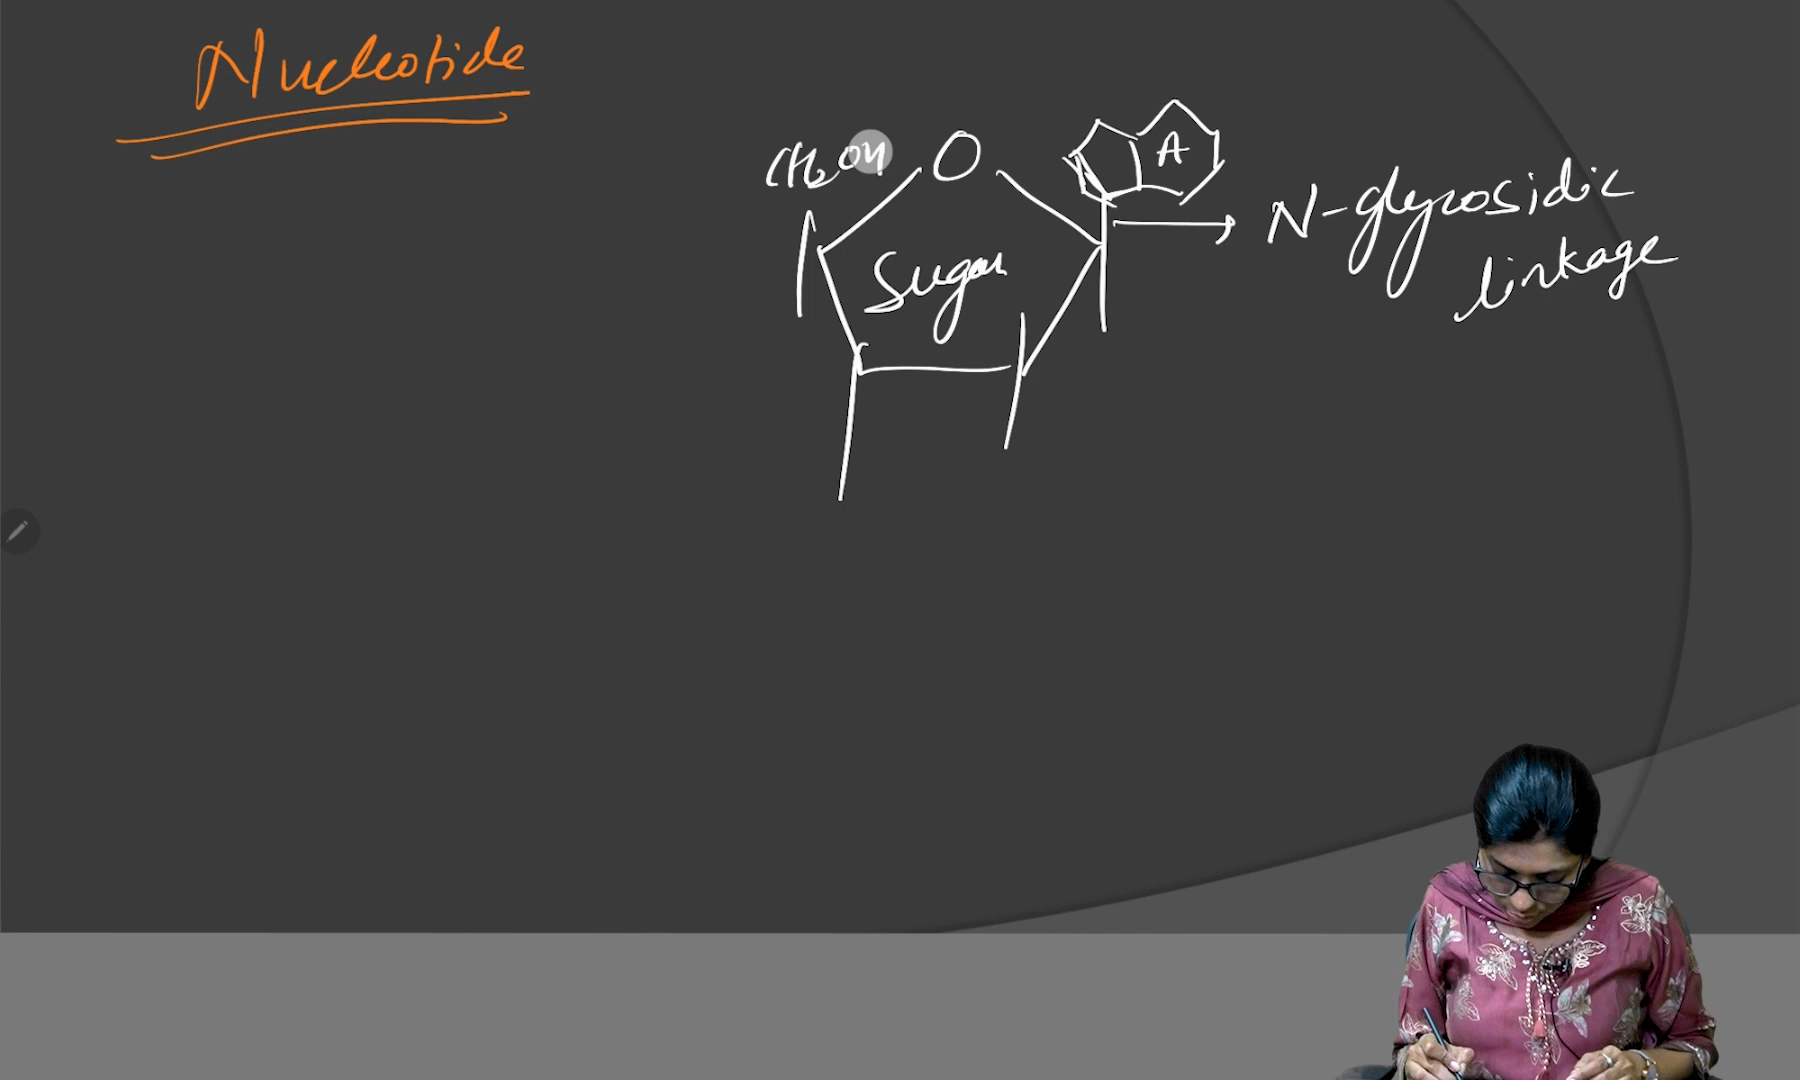 Nucleotide
CH₂OH O A
Sugar
N-glycosidic
linkage